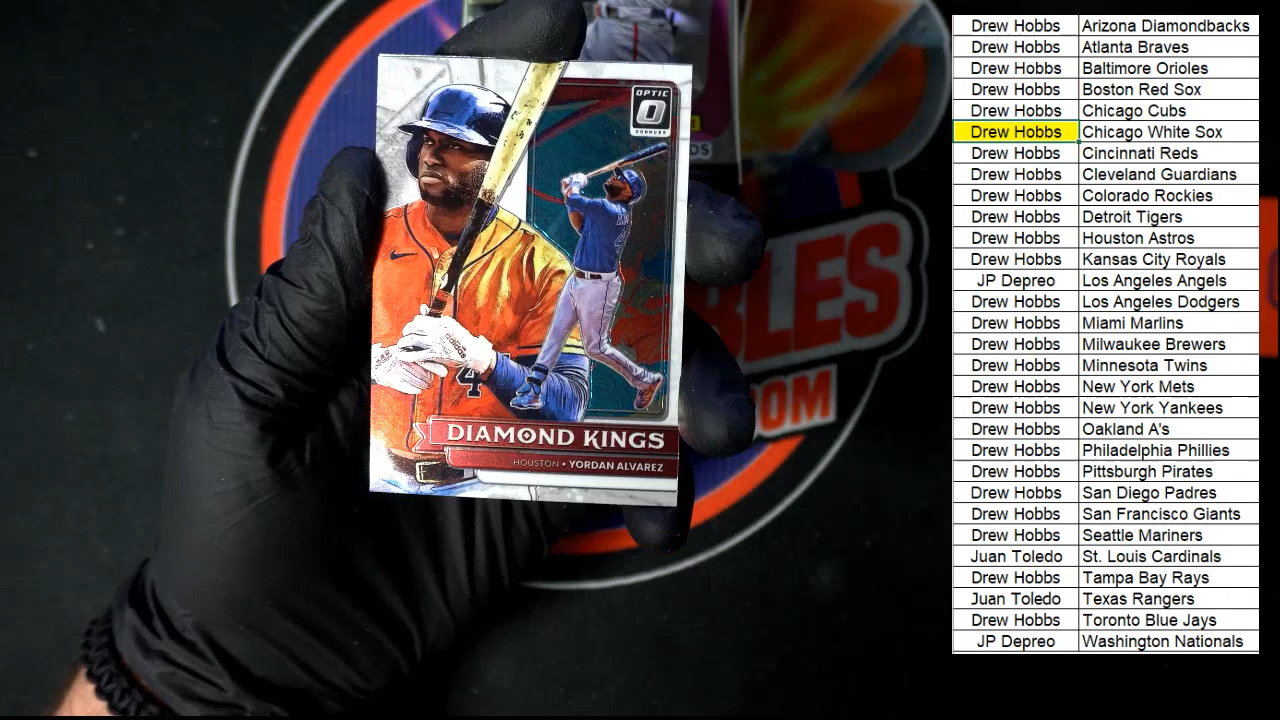 OPTIC
DONRUSS
DIAMOND KINGS
HOUSTON • YORDAN ALVAREZ
4
adidas
BLES
OM
DS
Drew Hobbs Arizona Diamondbacks
Drew Hobbs Atlanta Braves
Drew Hobbs Baltimore Orioles
Drew Hobbs Boston Red Sox
Drew Hobbs Chicago Cubs
Drew Hobbs Chicago White Sox
Drew Hobbs Cincinnati Reds
Drew Hobbs Cleveland Guardians
Drew Hobbs Colorado Rockies
Drew Hobbs Detroit Tigers
Drew Hobbs Houston Astros
Drew Hobbs Kansas City Royals
JP Depreo Los Angeles Angels
Drew Hobbs Los Angeles Dodgers
Drew Hobbs Miami Marlins
Drew Hobbs Milwaukee Brewers
Drew Hobbs Minnesota Twins
Drew Hobbs New York Mets
Drew Hobbs New York Yankees
Drew Hobbs Oakland A's
Drew Hobbs Philadelphia Phillies
Drew Hobbs Pittsburgh Pirates
Drew Hobbs San Diego Padres
Drew Hobbs San Francisco Giants
Drew Hobbs Seattle Mariners
Juan Toledo St. Louis Cardinals
Drew Hobbs Tampa Bay Rays
Juan Toledo Texas Rangers
Drew Hobbs Toronto Blue Jays
JP Depreo Washington Nationals